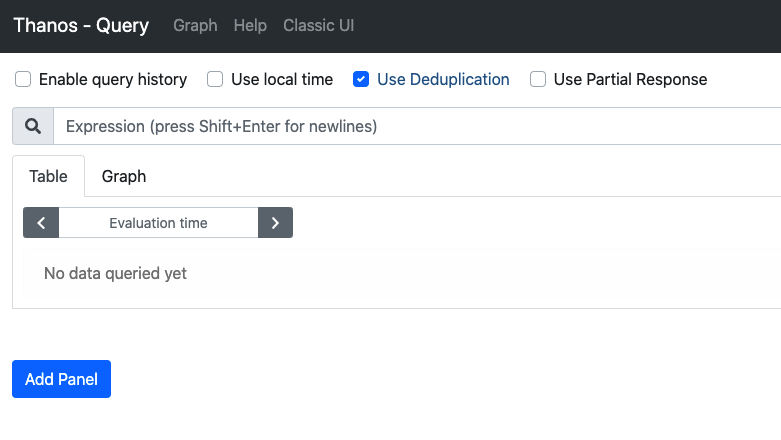 Thanos - Query Graph Help Classic UI
Enable query history Use local time Use Deduplication Use Partial Response
Expression (press Shift+Enter for newlines)
Table Graph
Evaluation time
No data queried yet
Add Panel